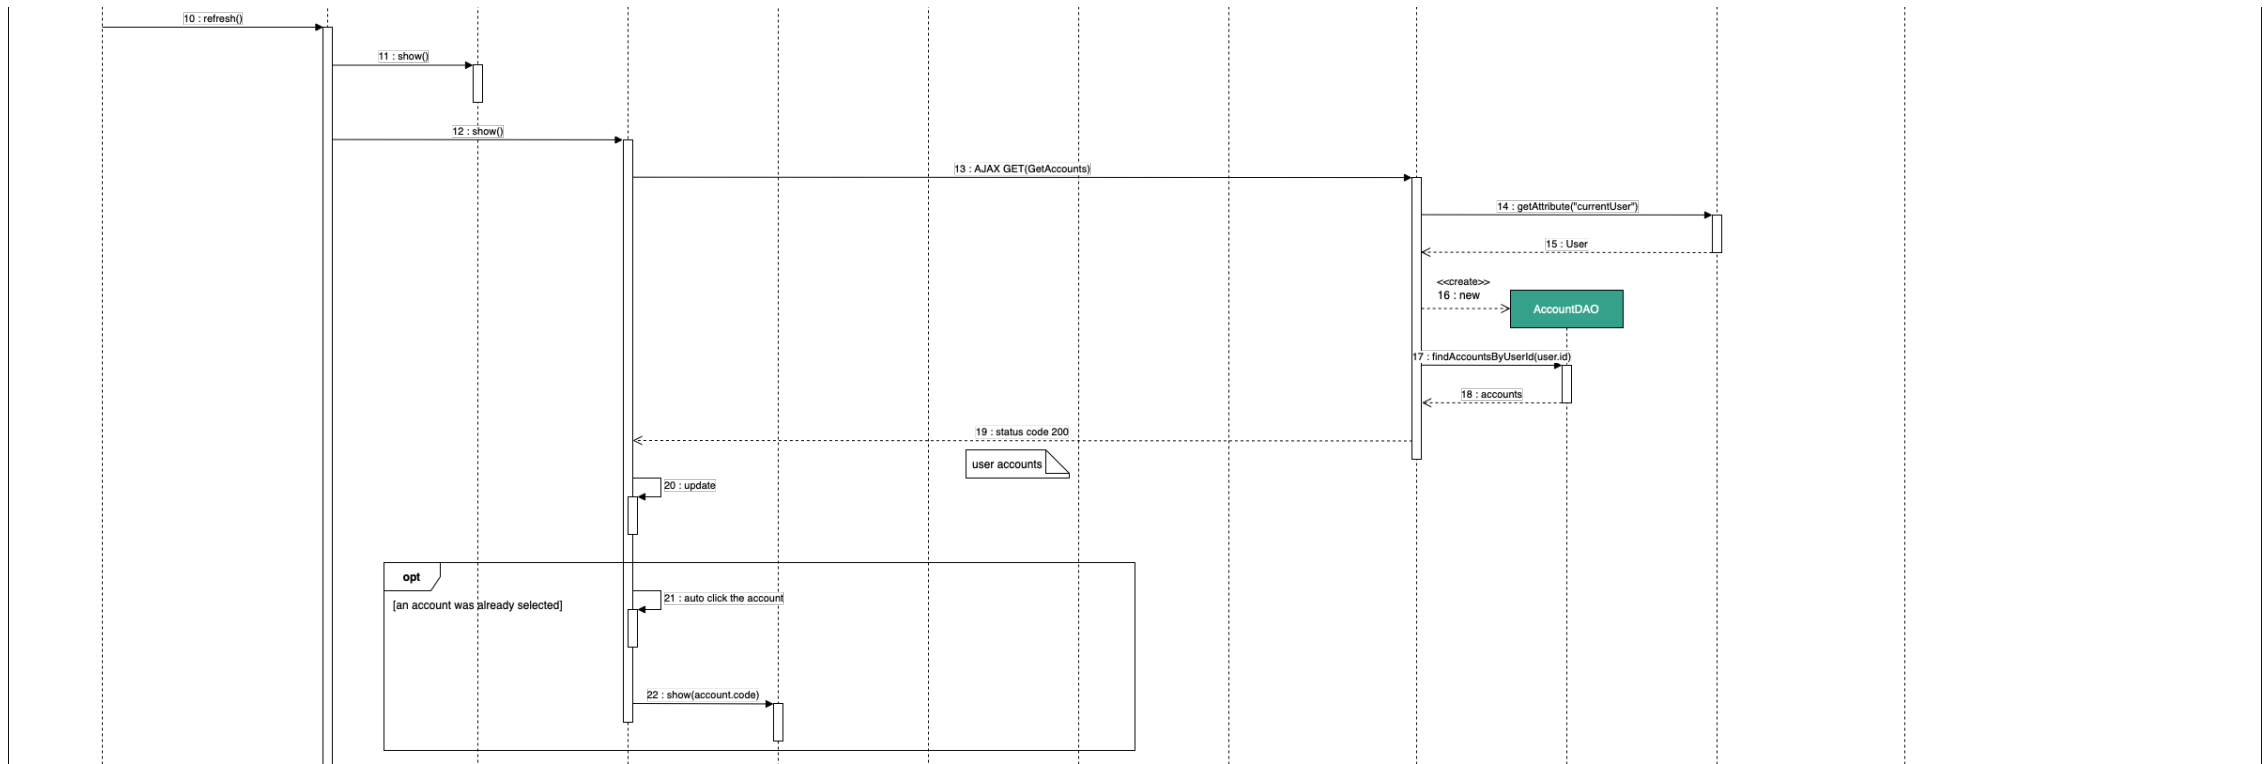 10 : refresh()
11 : show()
12 : show()
13 : AJAX GET(GetAccounts)
14 : getAttribute("currentUser")
15 : User
<<create>>
16 : new
AccountDAO
17 : findAccountsByUserId(user.id)
18 : accounts
19 : status code 200
user accounts
20 : update
opt
[an account was already selected]
21 : auto click the account
22 : show(account.code)